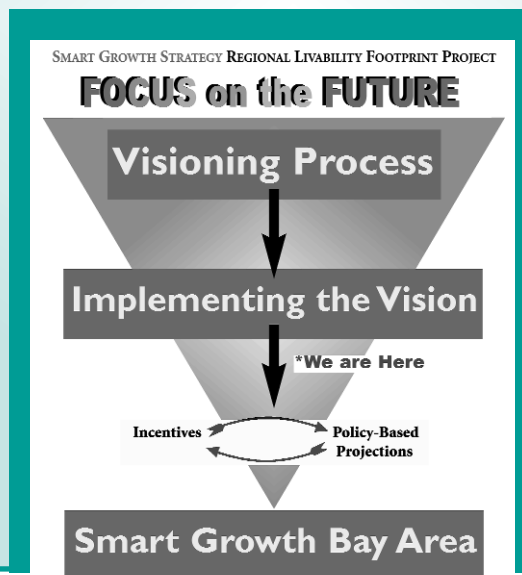 SMART GROWTH STRATEGY REGIONAL LIVABILITY FOOTPRINT PROJECT
FOCUS on the FUTURE
Visioning Process
Implementing the Vision
*We are Here
Incentives
Policy-Based
Projections
Smart Growth Bay Area